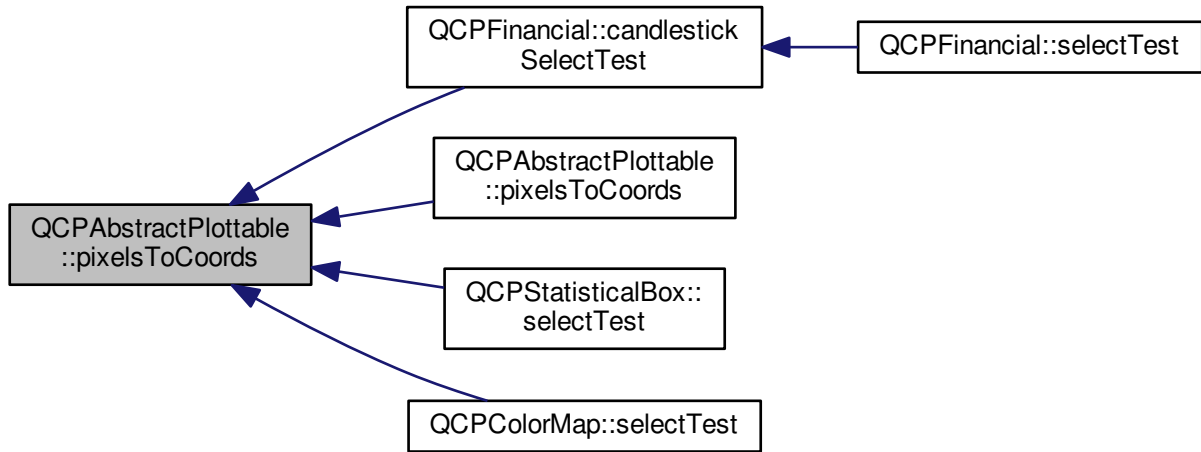 QCPFinancial::candlestick
SelectTest
QCPFinancial::selectTest
QCPAbstractPlottable
::pixelsToCoords
QCPAbstractPlottable
::pixelsToCoords
QCPStatisticalBox::
selectTest
QCPColorMap::selectTest